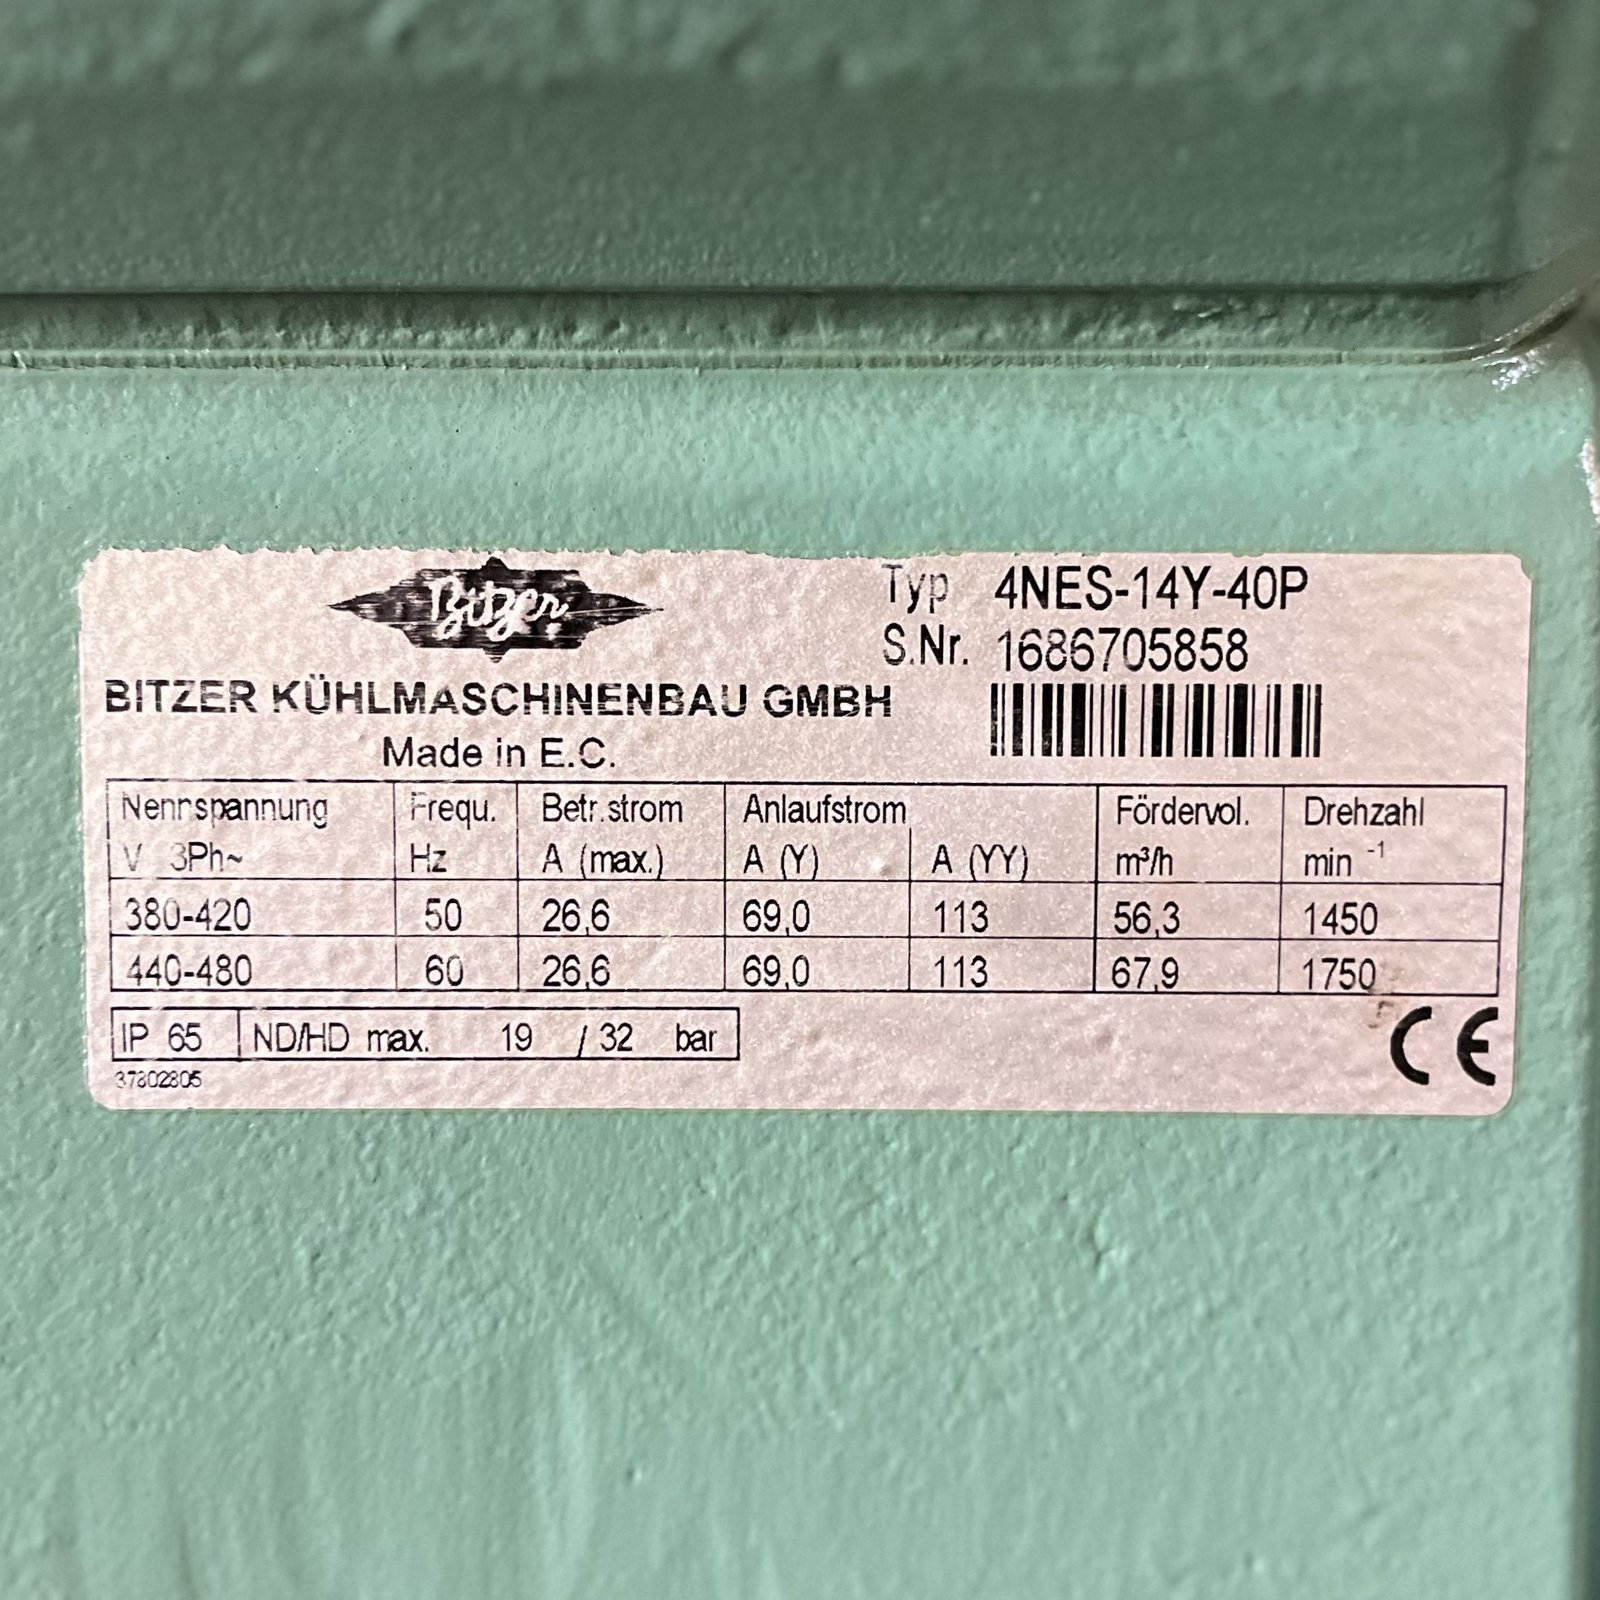 Bitzer
Typ 4NES-14Y-40P
S.Nr. 1686705858
BITZER KÜHLMASCHINENBAU GMBH
Made in E.C.
Nennspannung Frequ. Betr.strom Anlaufstrom Fördervol. Drehzahl
V 3Ph~ Hz A (max.) A (Y) A (YY) m³/h min -1
380-420 50 26,6 69,0 113 56,3 1450
440-480 60 26,6 69,0 113 67,9 1750
IP 65 ND/HD max. 19 / 32 bar
37802805
CE